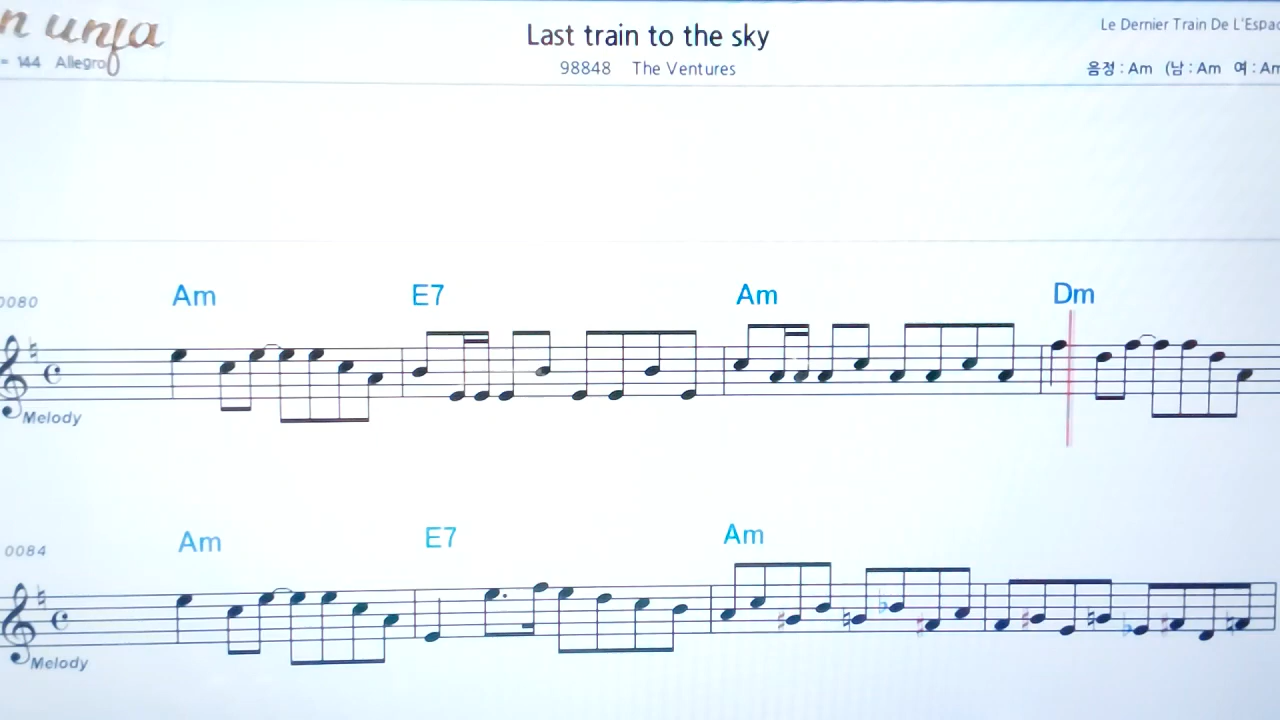 Last train to the sky
Le Dernier Train De L'Espac
= 144 Allegro
98848 The Ventures
음정 : Am (남 : Am 여 : Am
0080
Am E7 Am Dm
Melody
0084
Am E7 Am
Melody